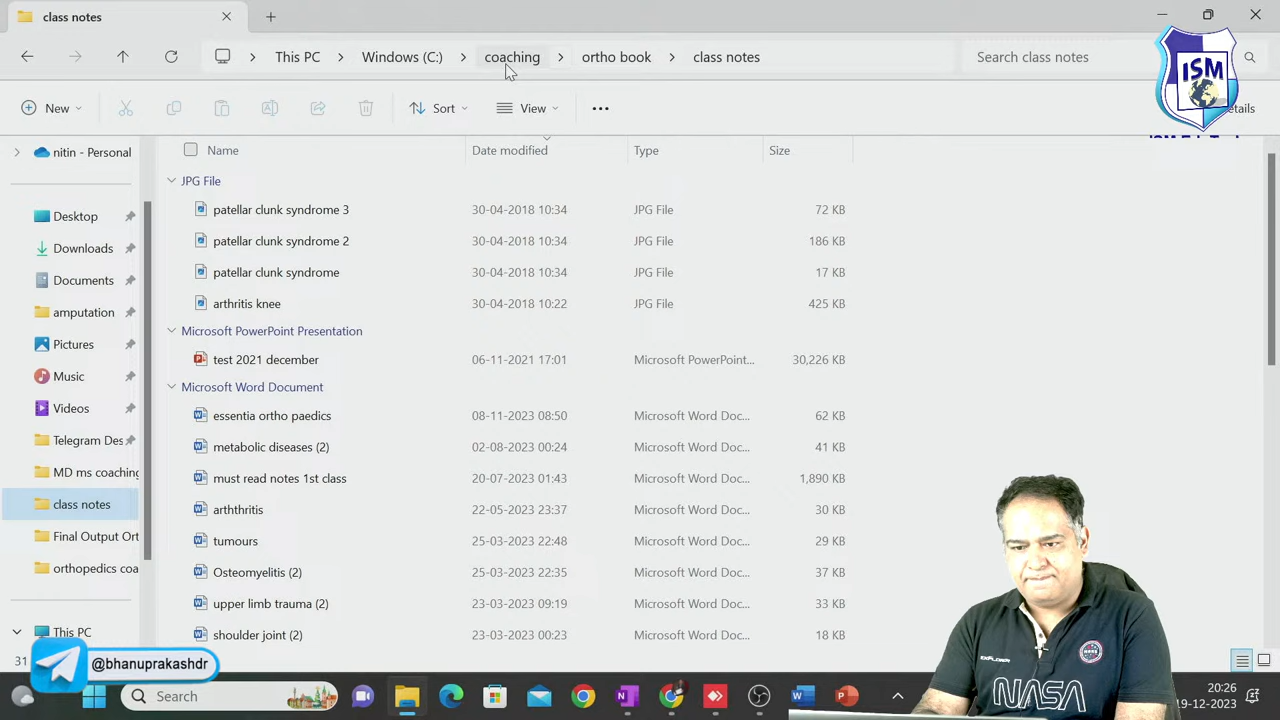 class notes
This PC > Windows (C:) > coaching > ortho book > class notes
Search class notes
ISM
New
Sort
View
etails
nitin - Personal
Desktop
Downloads
Documents
amputation
Pictures
Music
Videos
Telegram Des
MD ms coaching
class notes
Final Output Ort
orthopedics coa
This PC
31
Name Date modified Type Size
JPG File
patellar clunk syndrome 3 30-04-2018 10:34 JPG File 72 KB
patellar clunk syndrome 2 30-04-2018 10:34 JPG File 186 KB
patellar clunk syndrome 30-04-2018 10:34 JPG File 17 KB
arthritis knee 30-04-2018 10:22 JPG File 425 KB
Microsoft PowerPoint Presentation
test 2021 december 06-11-2021 17:01 Microsoft PowerPoint... 30,226 KB
Microsoft Word Document
essentia ortho paedics 08-11-2023 08:50 Microsoft Word Doc... 62 KB
metabolic diseases (2) 02-08-2023 00:24 Microsoft Word Doc... 41 KB
must read notes 1st class 20-07-2023 01:43 Microsoft Word Doc... 1,890 KB
arththritis 22-05-2023 23:37 Microsoft Word Doc... 30 KB
tumours 25-03-2023 22:48 Microsoft Word Doc... 29 KB
Osteomyelitis (2) 25-03-2023 22:35 Microsoft Word Doc... 37 KB
upper limb trauma (2) 23-03-2023 09:19 Microsoft Word Doc... 33 KB
shoulder joint (2) 23-03-2023 00:23 Microsoft Word Doc... 18 KB
@bhanuprakashdr
NASA
Search
20:26
19-12-2023